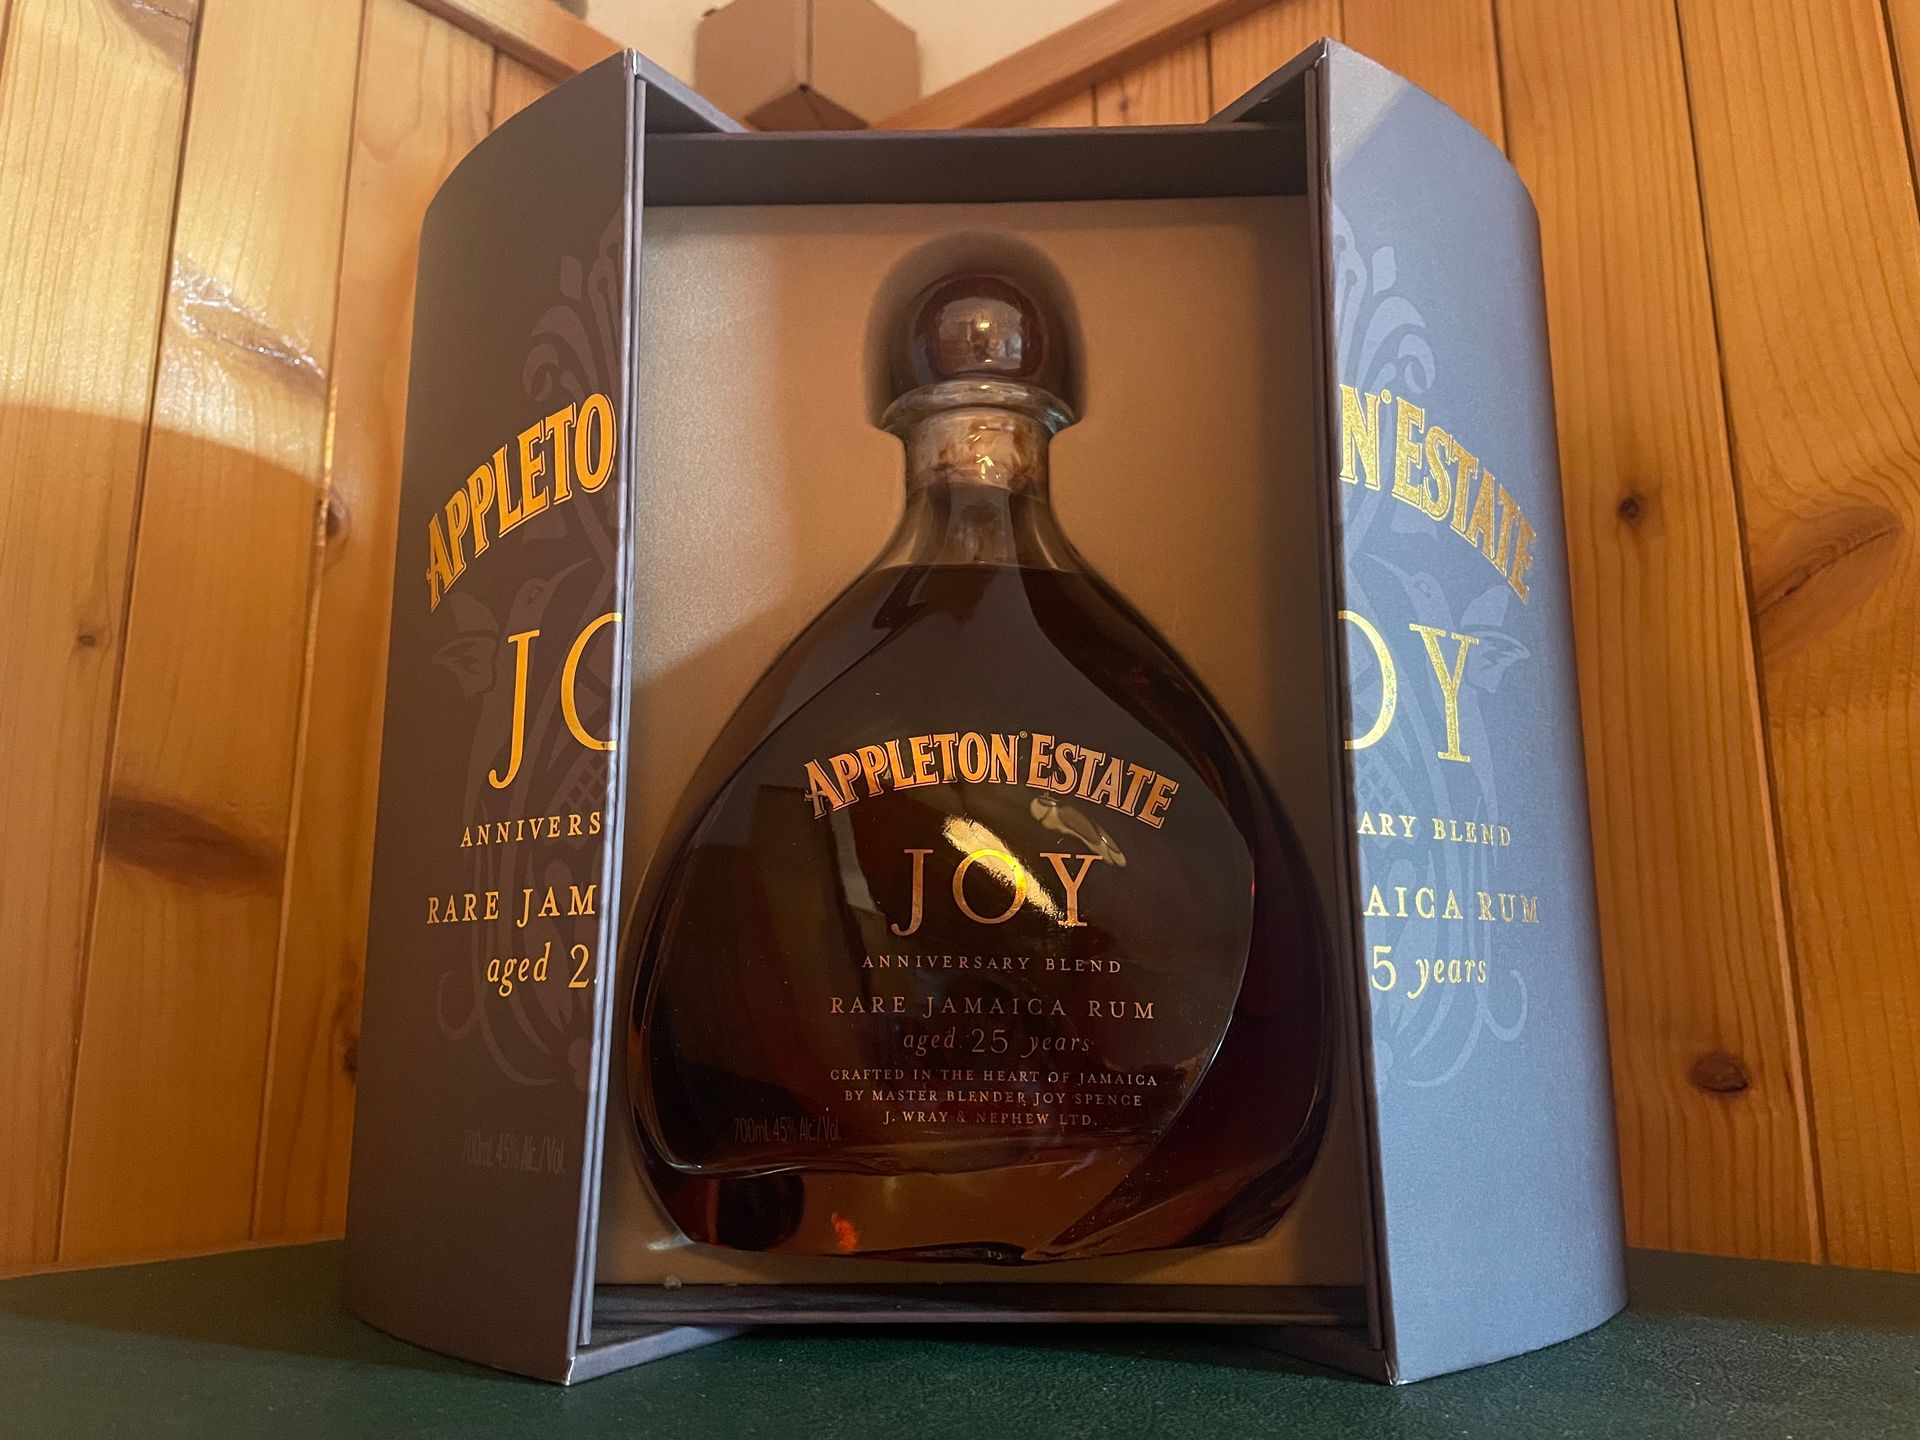 APPLETO
JO
ANNIVERS
RARE JAM
aged 2
700mL 45% Alc./Vol.
APPLETON® ESTATE
JOY
ANNIVERSARY BLEND
RARE JAMAICA RUM
aged 25 years
CRAFTED IN THE HEART OF JAMAICA
BY MASTER BLENDER JOY SPENCE
J. WRAY & NEPHEW LTD.
700mL 45% Alc./Vol.
N® ESTATE
OY
ARY BLEND
AICA RUM
5 years